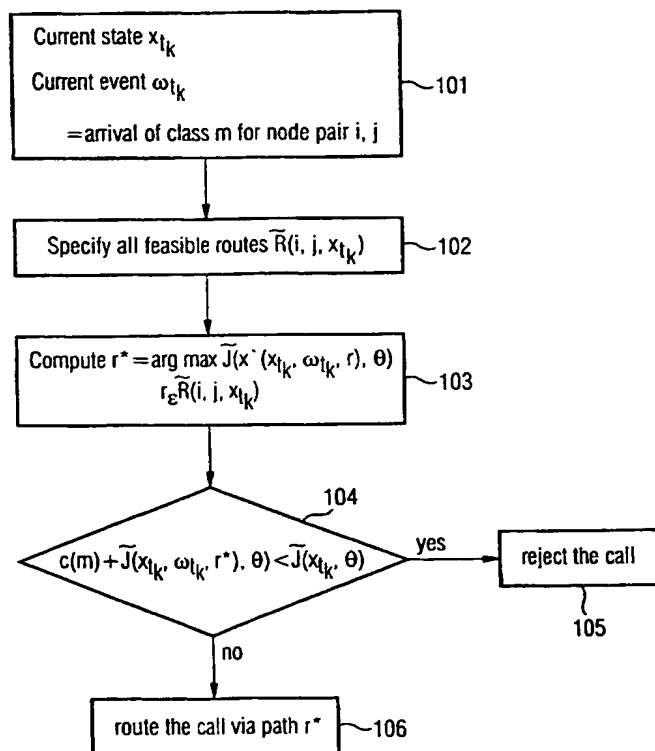 Current state x_{t_k}
Current event ω_{t_k}
=arrival of class m for node pair i, j
101
Specify all feasible routes R̃(i, j, x_{t_k})
102
Compute r* = arg max J̃(x`(x_{t_k}, ω_{t_k}, r), θ)
r_ε R̃(i, j, x_{t_k})
103
104
c(m)+J̃(x_{t_k}, ω_{t_k}, r*), θ)<J̃(x_{t_k}, θ)
yes
reject the call
105
no
route the call via path r*
106